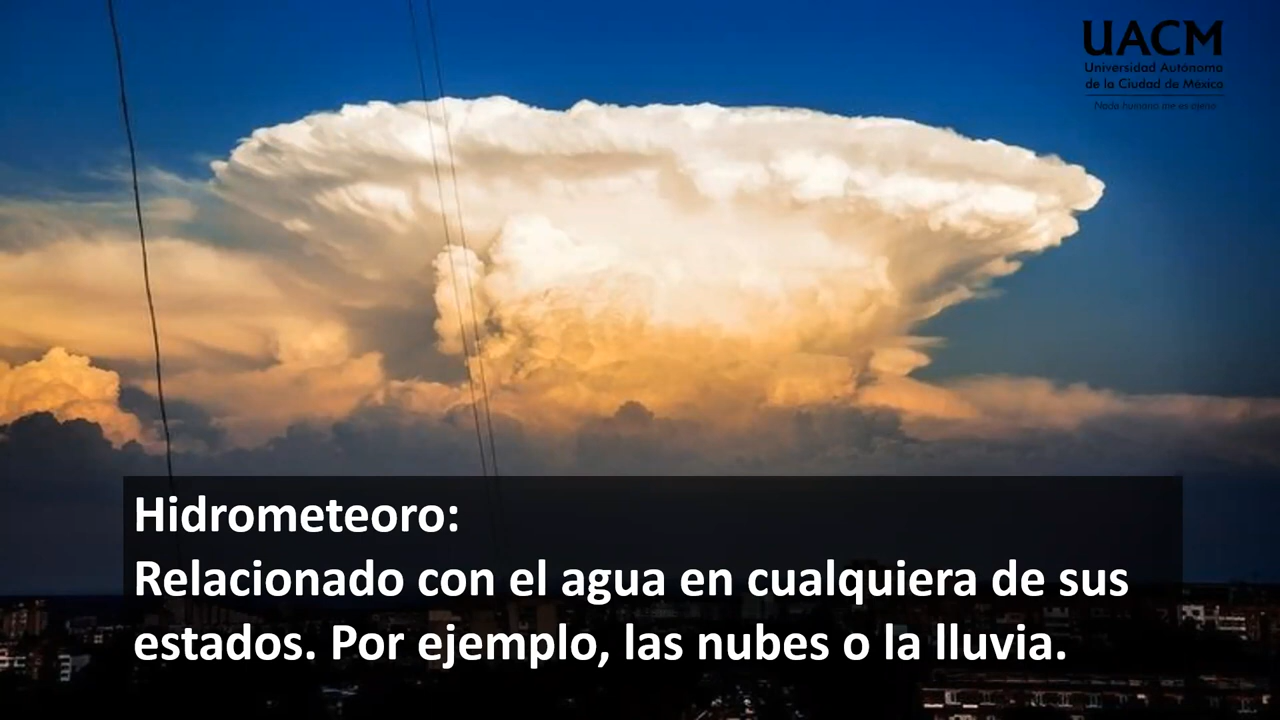 UACM
Universidad Autónoma
de la Ciudad de México
Nada humano me es ajeno
Hidrometeoro:
Relacionado con el agua en cualquiera de sus
estados. Por ejemplo, las nubes o la lluvia.